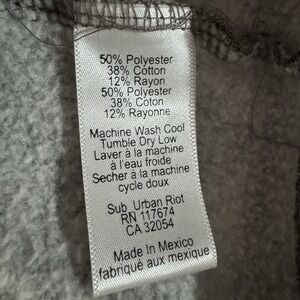 50% Polyester
38% Cotton
12% Rayon
50% Polyester
38% Coton
12% Rayonne
Machine Wash Cool
Tumble Dry Low
Laver à la machine
à l'eau froide
Secher à la machine
cycle doux
Sub Urban Riot
RN 117674
CA 32054
Made In Mexico
fabriqué aux mexique